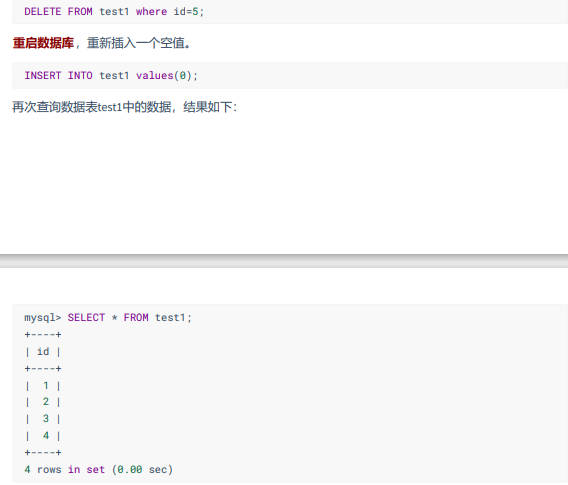 DELETE FROM test1 where id=5;
重启数据库，重新插入一个空值。
INSERT INTO test1 values(0);
再次查询数据表test1中的数据，结果如下：
mysql> SELECT * FROM test1;
+----+
| id |
+----+
|  1 |
|  2 |
|  3 |
|  4 |
+----+
4 rows in set (0.00 sec)